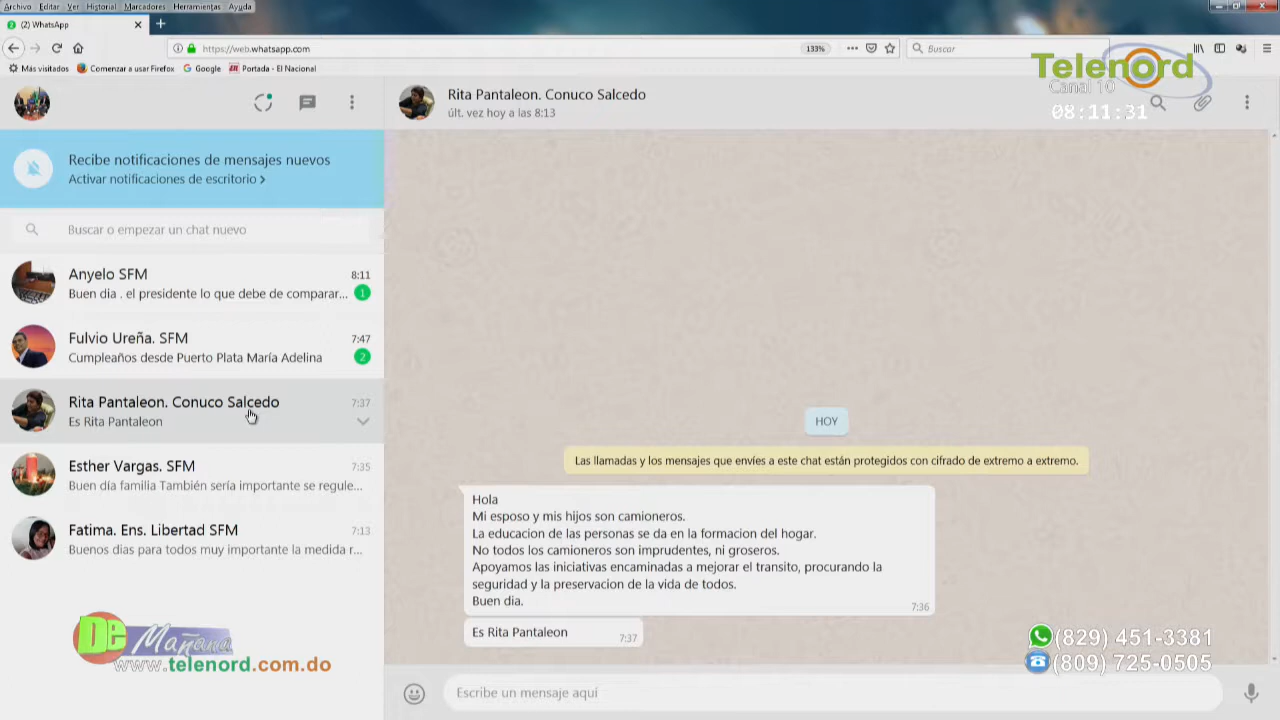 Archivo Editar Ver Historial Marcadores Herramientas Ayuda
(2) WhatsApp
https://web.whatsapp.com
133%
Buscar
Más visitados
Comenzar a usar Firefox
Google
Portada - El Nacional
Telenord
Canal 10
08:11:31
Rita Pantaleon. Conuco Salcedo
últ. vez hoy a las 8:13
Recibe notificaciones de mensajes nuevos
Activar notificaciones de escritorio >
Buscar o empezar un chat nuevo
Anyelo SFM
8:11
Buen dia . el presidente lo que debe de comparar...
1
Fulvio Ureña. SFM
7:47
Cumpleaños desde Puerto Plata María Adelina
2
Rita Pantaleon. Conuco Salcedo
7:37
Es Rita Pantaleon
Esther Vargas. SFM
7:35
Buen día familia También sería importante se regule...
Fatima. Ens. Libertad SFM
7:13
Buenos dias para todos muy importante la medida r...
HOY
Las llamadas y los mensajes que envíes a este chat están protegidos con cifrado de extremo a extremo.
Hola
Mi esposo y mis hijos son camioneros.
La educacion de las personas se da en la formacion del hogar.
No todos los camioneros son imprudentes, ni groseros.
Apoyamos las iniciativas encaminadas a mejorar el transito, procurando la
seguridad y la preservacion de la vida de todos.
Buen dia.
7:36
Es Rita Pantaleon
7:37
Escribe un mensaje aquí
De Mañana
www.telenord.com.do
(829) 451-3381
(809) 725-0505